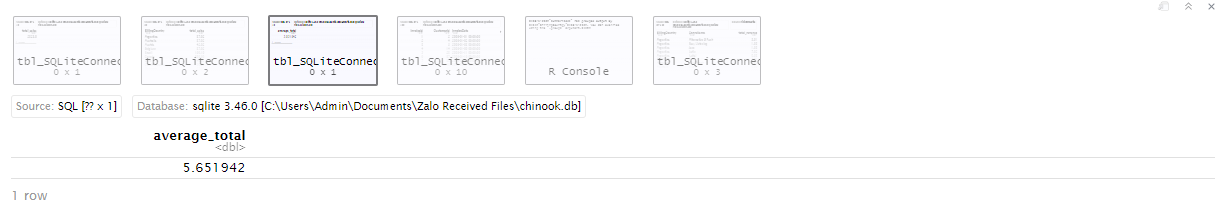 tbl_SQLiteConnec
0 x 1
tbl_SQLiteConnec
0 x 2
tbl_SQLiteConnec
0 x 1
tbl_SQLiteConnec
0 x 10
R Console
tbl_SQLiteConnec
0 x 3
Source: SQL [?? x 1]
Database: sqlite 3.46.0 [C:\Users\Admin\Documents\Zalo Received Files\chinook.db]
average_total
<dbl>
5.651942
1 row